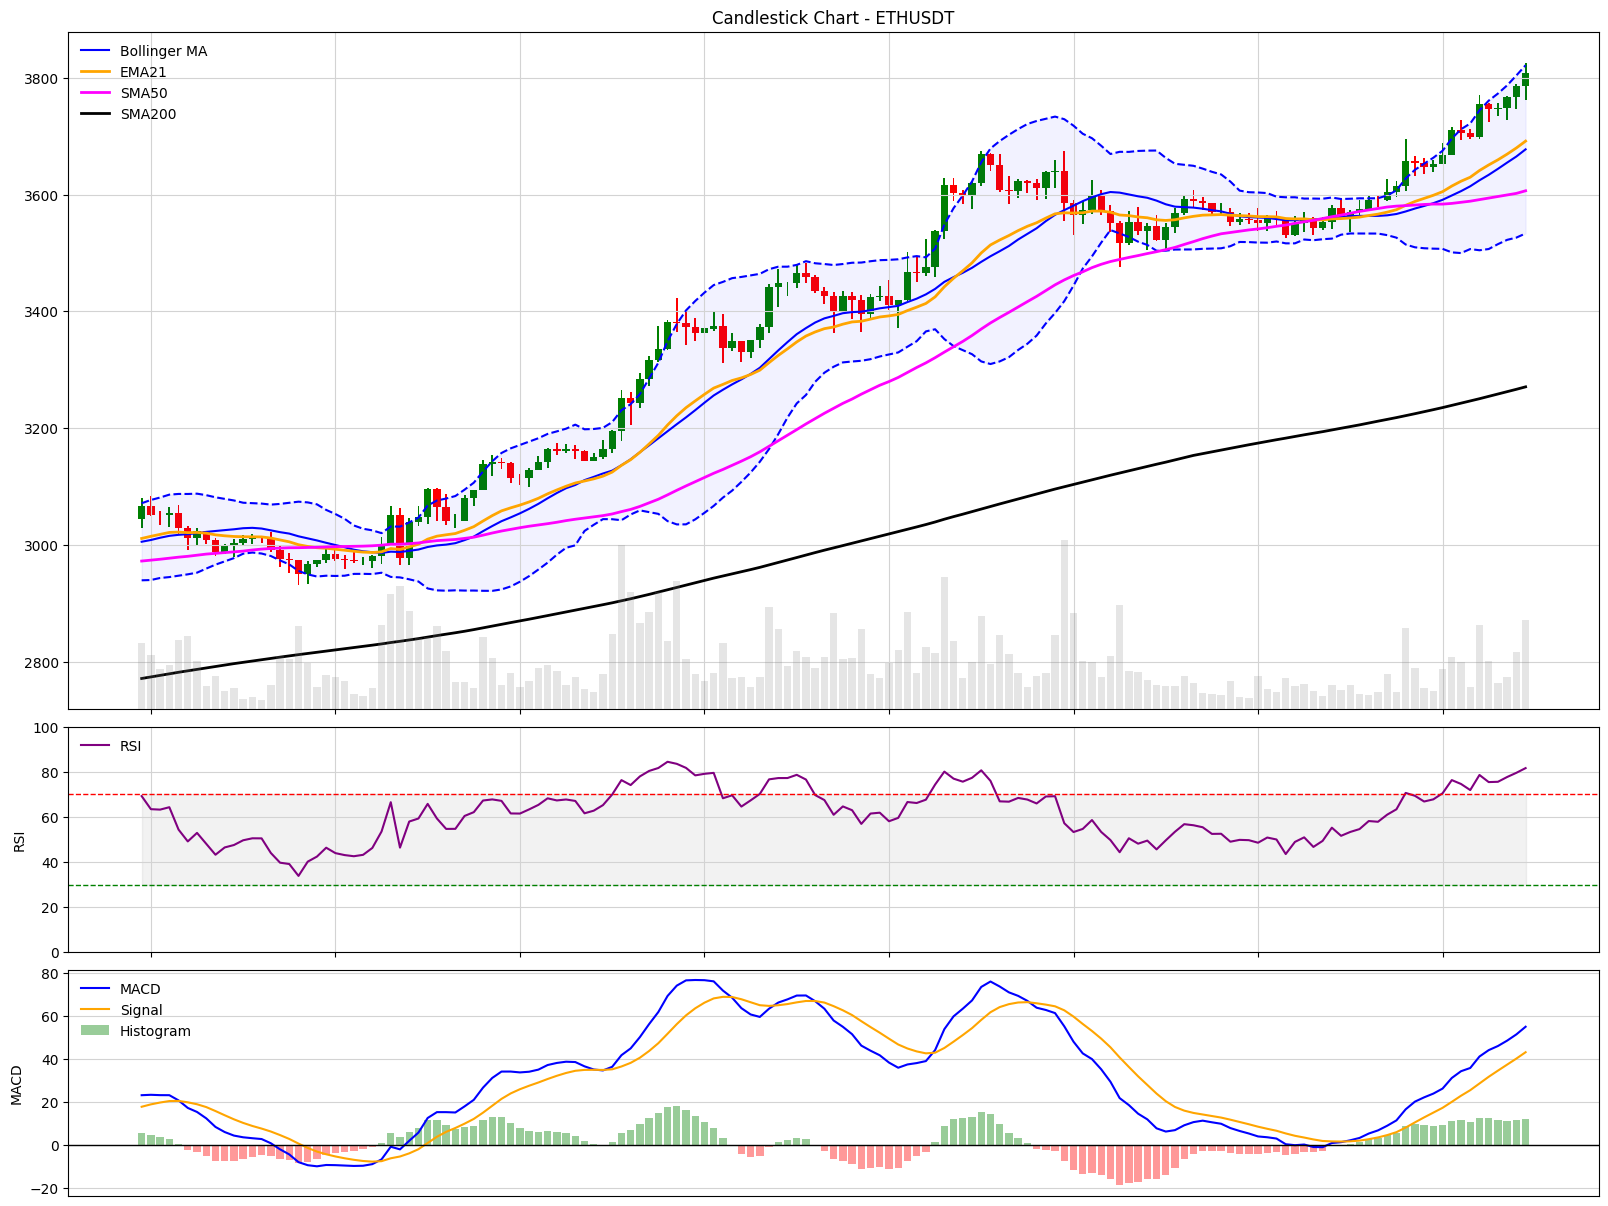 Candlestick Chart - ETHUSDT
Bollinger MA
EMA21
SMA50
SMA200
3800
3600
3400
3200
3000
2800
RSI
100
80
60
40
20
0
RSI
MACD
Signal
Histogram
80
60
40
20
0
−20
MACD